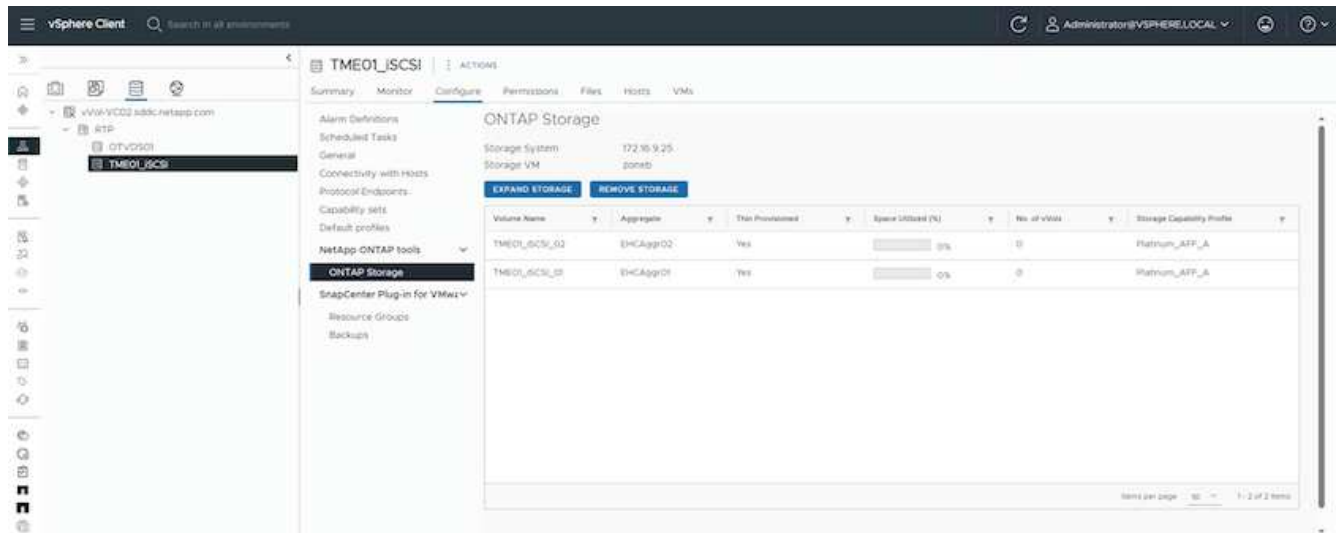 vSphere Client Search in all environments Administrator@VSPHERE.LOCAL
TME01_iSCSI ACTIONS
Summary Monitor Configure Permissions Files Hosts VMs
vVol-VC02.sddc.netapp.com
RTP
OTVDS01
TME01_iSCSI
Alarm Definitions
Scheduled Tasks
General
Connectivity with Hosts
Protocol Endpoints
Capability sets
Default profiles
NetApp ONTAP tools
ONTAP Storage
SnapCenter Plug-in for VMwa
Resource Groups
Backups
ONTAP Storage
Storage System 172.16.9.25
Storage VM zoneb
EXPAND STORAGE REMOVE STORAGE
Volume Name Aggregate Thin Provisioned Space Utilized (%) No. of vVols Storage Capability Profile
TME01_iSCSI_02 EHCAggr02 Yes 0% 0 Platinum_AFF_A
TME01_iSCSI_01 EHCAggr01 Yes 0% 0 Platinum_AFF_A
Items per page 1 - 2 of 2 items